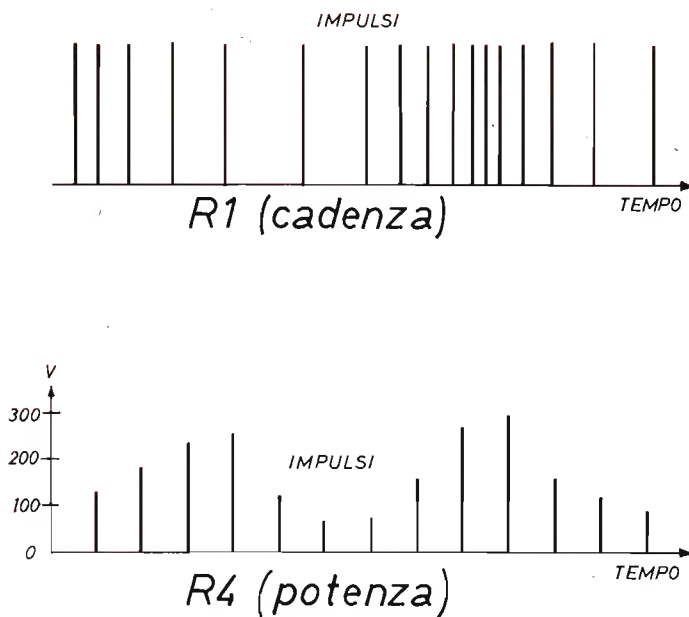 IMPULSI
TEMPO
R1 (cadenza)
V
300
200
IMPULSI
100
0
TEMPO
R4 (potenza)